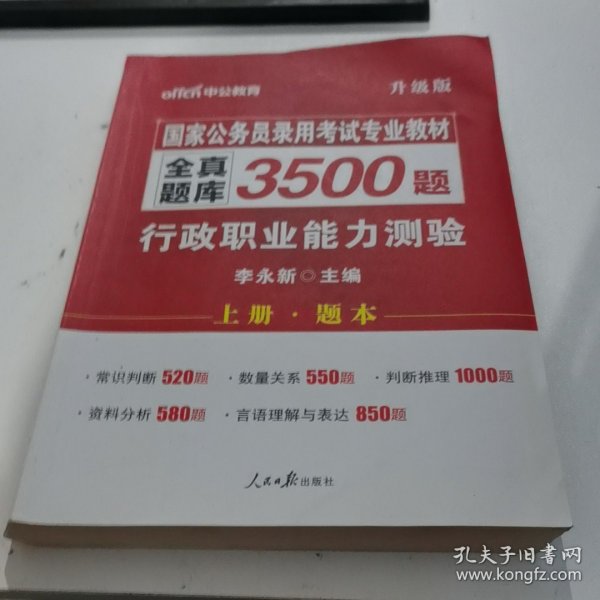 offcn中公教育
升级版
国家公务员录用考试专业教材
全真题库 3500题
行政职业能力测验
李永新◎主编
上册·题本
·常识判断 520题 ·数量关系 550题 ·判断推理 1000题
·资料分析 580题 ·言语理解与表达 850题
人民日报出版社
孔夫子旧书网
www.kongfz.com